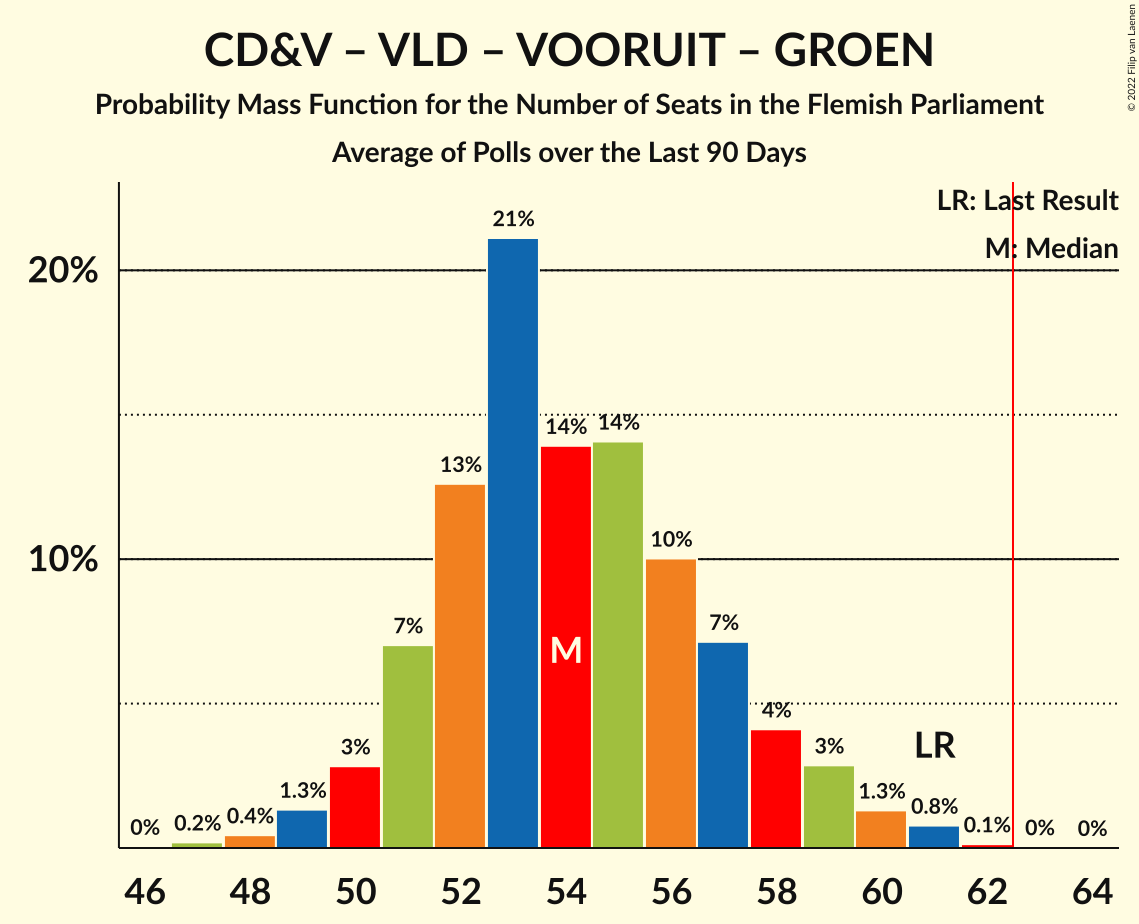 CD&V – VLD – VOORUIT – GROEN
Probability Mass Function for the Number of Seats in the Flemish Parliament
Average of Polls over the Last 90 Days
© 2022 Filip van Laenen
LR: Last Result
M: Median
20%
10%
0% 0.2% 0.4% 1.3% 3% 7% 13% 21% 14% 14% 10% 7% 4% 3% 1.3% 0.8% 0.1% 0% 0%
M
LR
46 48 50 52 54 56 58 60 62 64